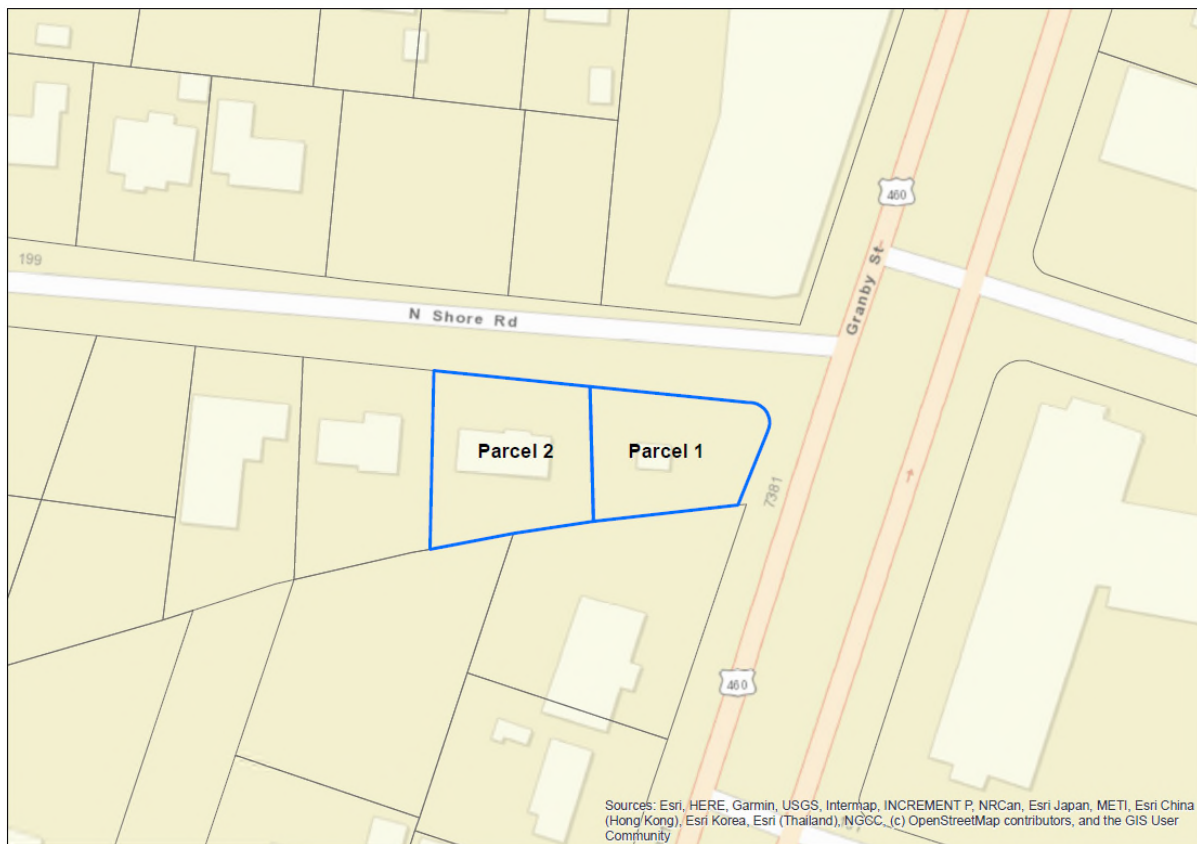 460
199
Granby St
N Shore Rd
Parcel 2
Parcel 1
7381
460
Sources: Esri, HERE, Garmin, USGS, Intermap, INCREMENT P, NRCan, Esri Japan, METI, Esri China
(Hong Kong), Esri Korea, Esri (Thailand), NGCC, (c) OpenStreetMap contributors, and the GIS User
Community